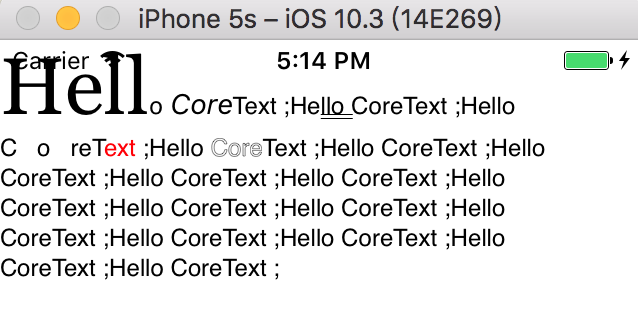 iPhone 5s – iOS 10.3 (14E269)
Carrier 5:14 PM
Hello CoreText ;Hello CoreText ;Hello
C o reText ;Hello CoreText ;Hello CoreText ;Hello
CoreText ;Hello CoreText ;Hello CoreText ;Hello
CoreText ;Hello CoreText ;Hello CoreText ;Hello
CoreText ;Hello CoreText ;Hello CoreText ;Hello
CoreText ;Hello CoreText ;